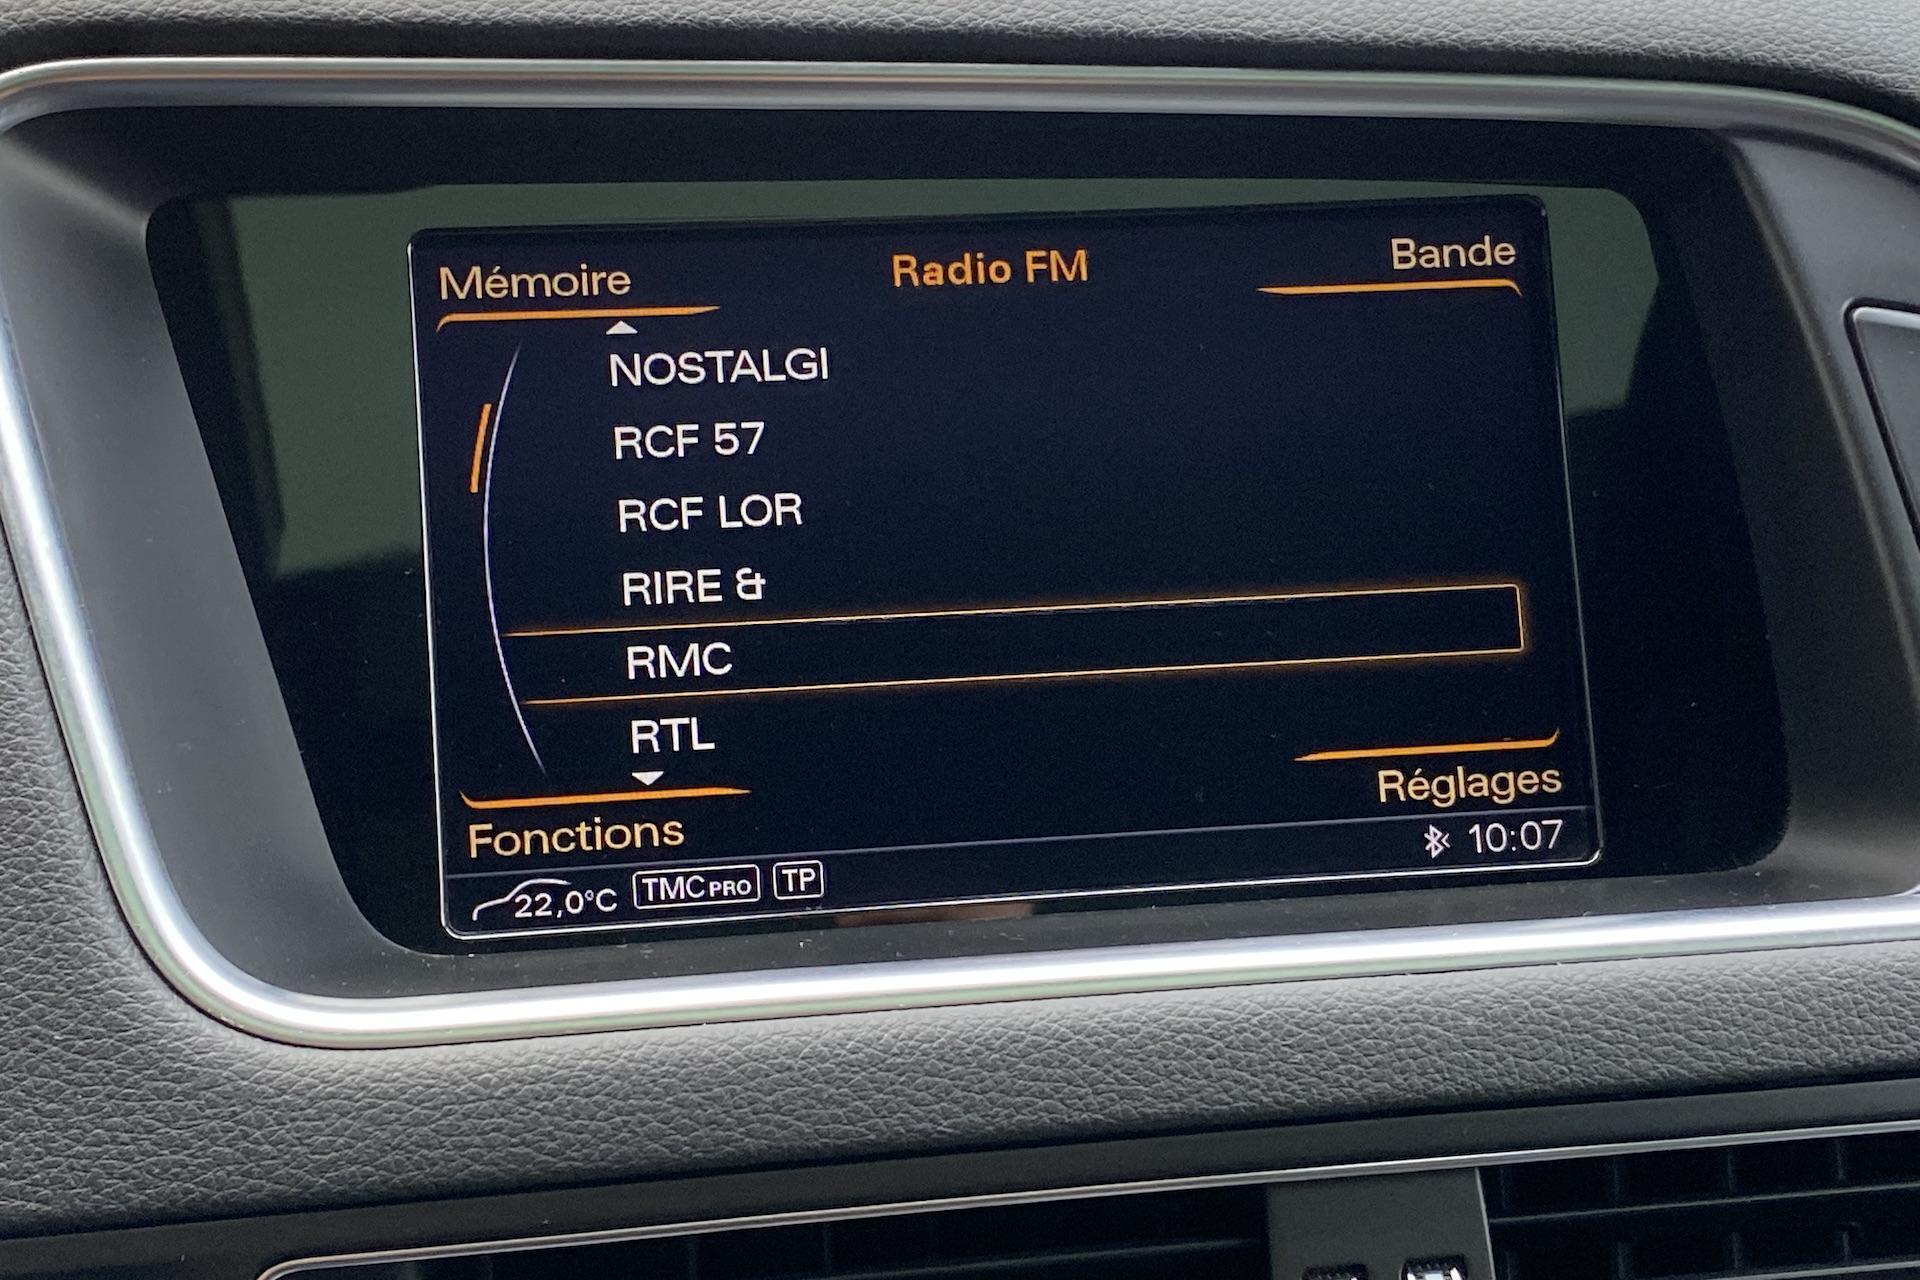 Mémoire
Radio FM
Bande
NOSTALGI
RCF 57
RCF LOR
RIRE &
RMC
RTL
Réglages
Fonctions
22,0°C TMC PRO TP 10:07